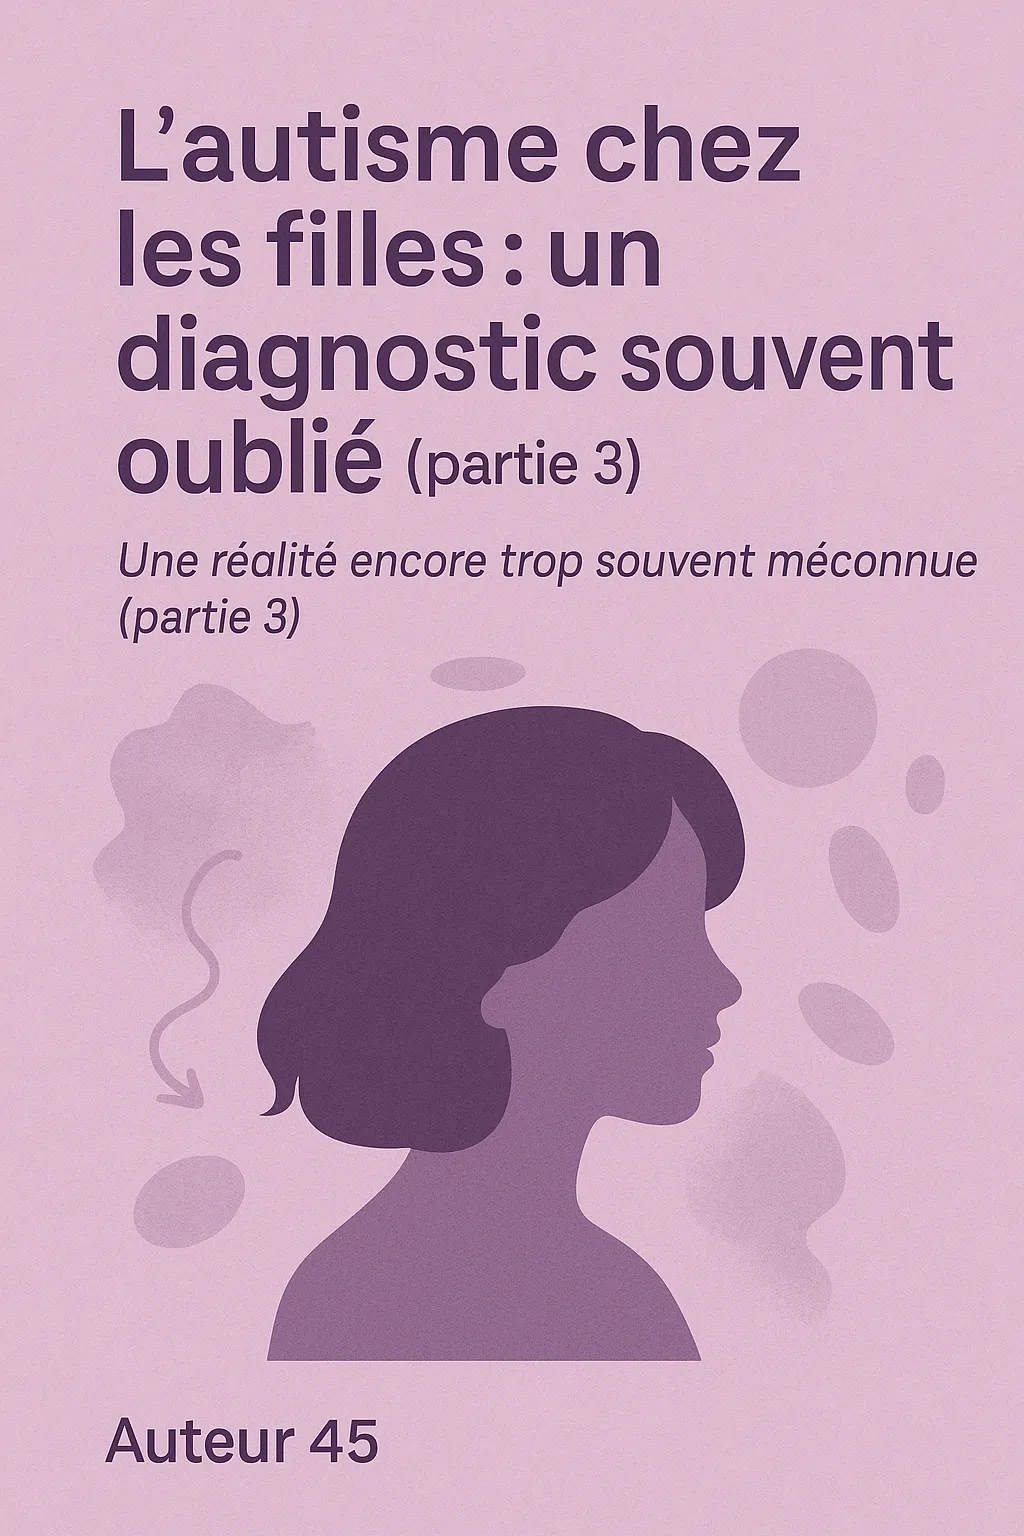 L’autisme chez
les filles : un
diagnostic souvent
oublié (partie 3)
Une réalité encore trop souvent méconnue
(partie 3)
Auteur 45